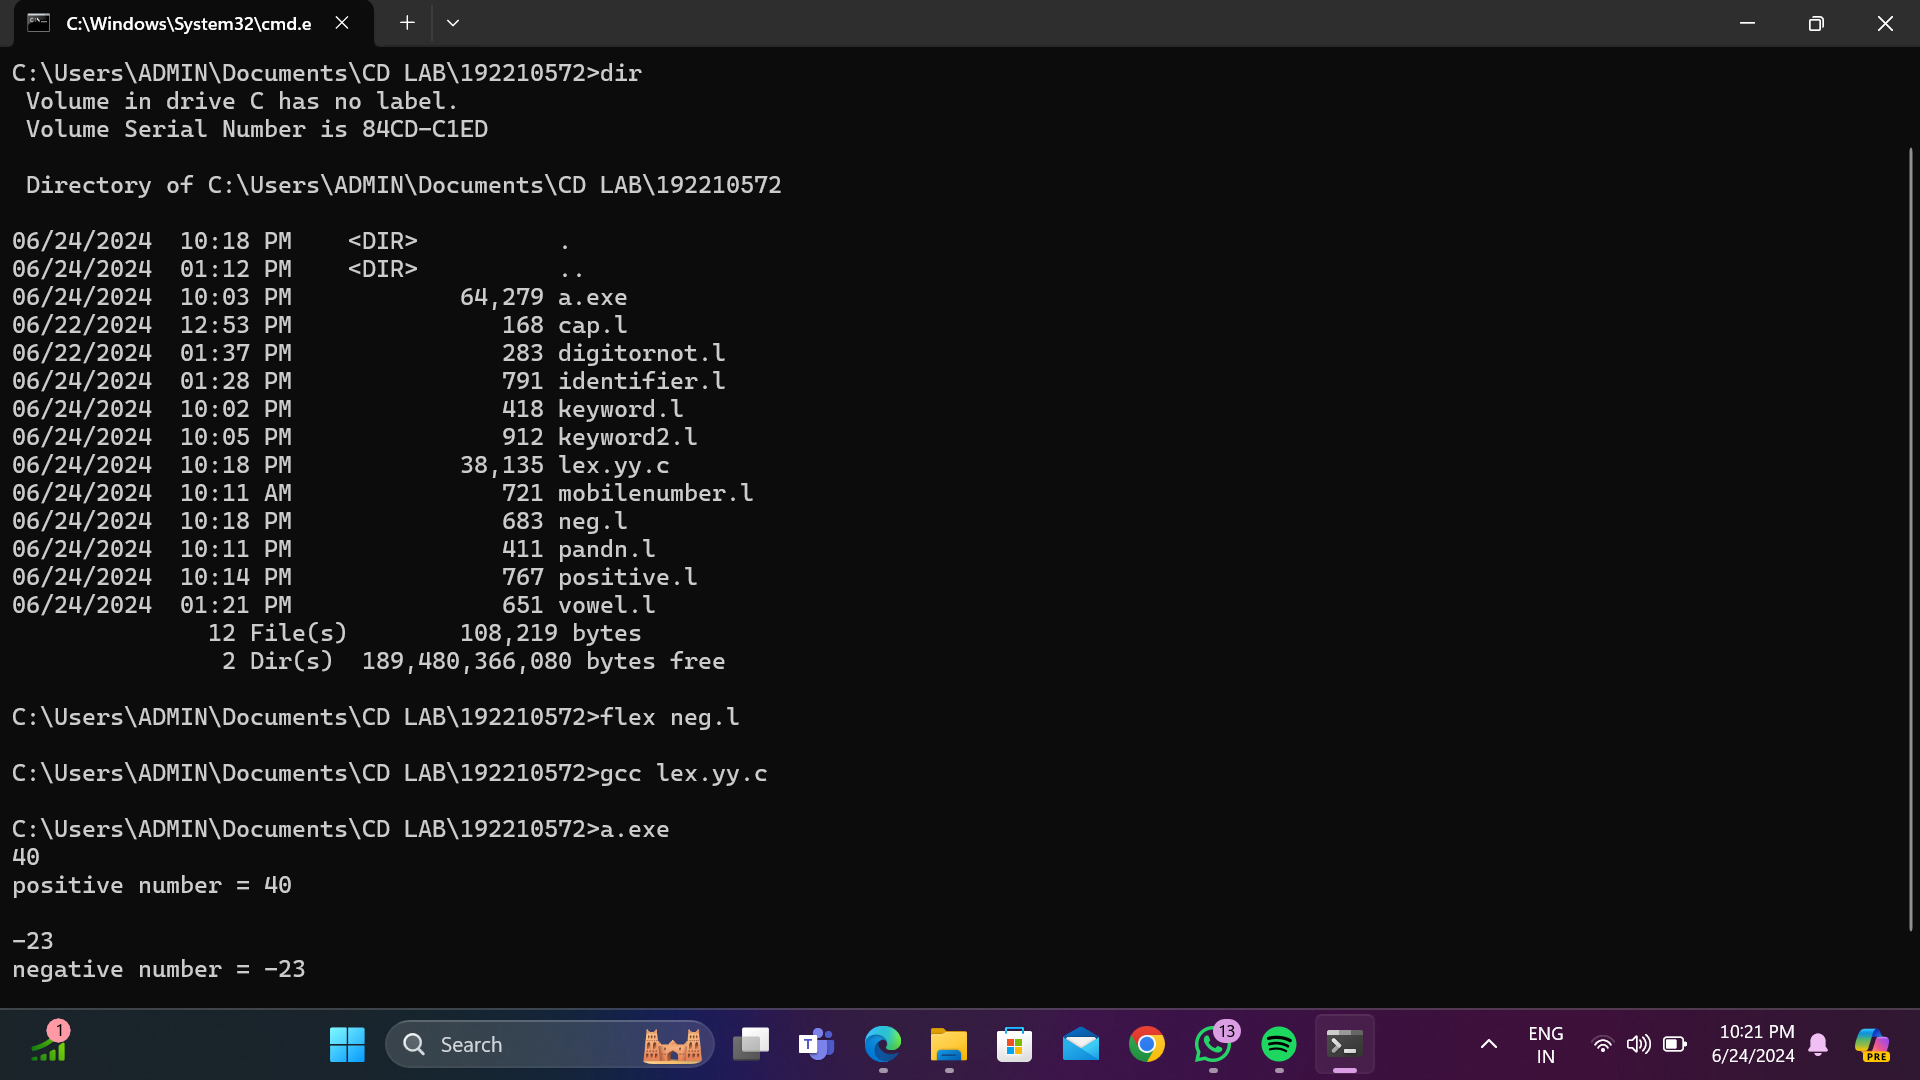 C:\Windows\System32\cmd.e
C:\Users\ADMIN\Documents\CD LAB\192210572>dir
 Volume in drive C has no label.
 Volume Serial Number is 84CD-C1ED

 Directory of C:\Users\ADMIN\Documents\CD LAB\192210572

06/24/2024  10:18 PM    <DIR>          .
06/24/2024  01:12 PM    <DIR>          ..
06/24/2024  10:03 PM            64,279 a.exe
06/22/2024  12:53 PM               168 cap.l
06/22/2024  01:37 PM               283 digitornot.l
06/24/2024  01:28 PM               791 identifier.l
06/24/2024  10:02 PM               418 keyword.l
06/24/2024  10:05 PM               912 keyword2.l
06/24/2024  10:18 PM            38,135 lex.yy.c
06/24/2024  10:11 AM               721 mobilenumber.l
06/24/2024  10:18 PM               683 neg.l
06/24/2024  10:11 PM               411 pandn.l
06/24/2024  10:14 PM               767 positive.l
06/24/2024  01:21 PM               651 vowel.l
              12 File(s)        108,219 bytes
               2 Dir(s)  189,480,366,080 bytes free

C:\Users\ADMIN\Documents\CD LAB\192210572>flex neg.l

C:\Users\ADMIN\Documents\CD LAB\192210572>gcc lex.yy.c

C:\Users\ADMIN\Documents\CD LAB\192210572>a.exe
40
positive number = 40

-23
negative number = -23
1
Search
T
13
ENG
IN
10:21 PM
6/24/2024
PRE